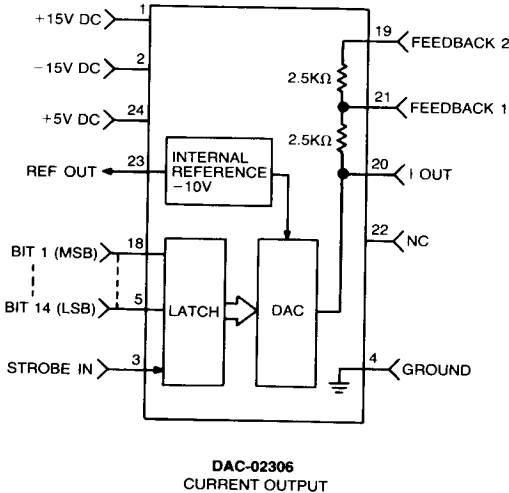 1
+15V DC
2
−15V DC
24
+5V DC
23
REF OUT
INTERNAL
REFERENCE
−10V
18
BIT 1 (MSB)
5
BIT 14 (LSB)
3
STROBE IN
LATCH
DAC
19
FEEDBACK 2
2.5KΩ
21
FEEDBACK 1
2.5KΩ
20
I OUT
22
NC
4
GROUND
DAC-02306
CURRENT OUTPUT